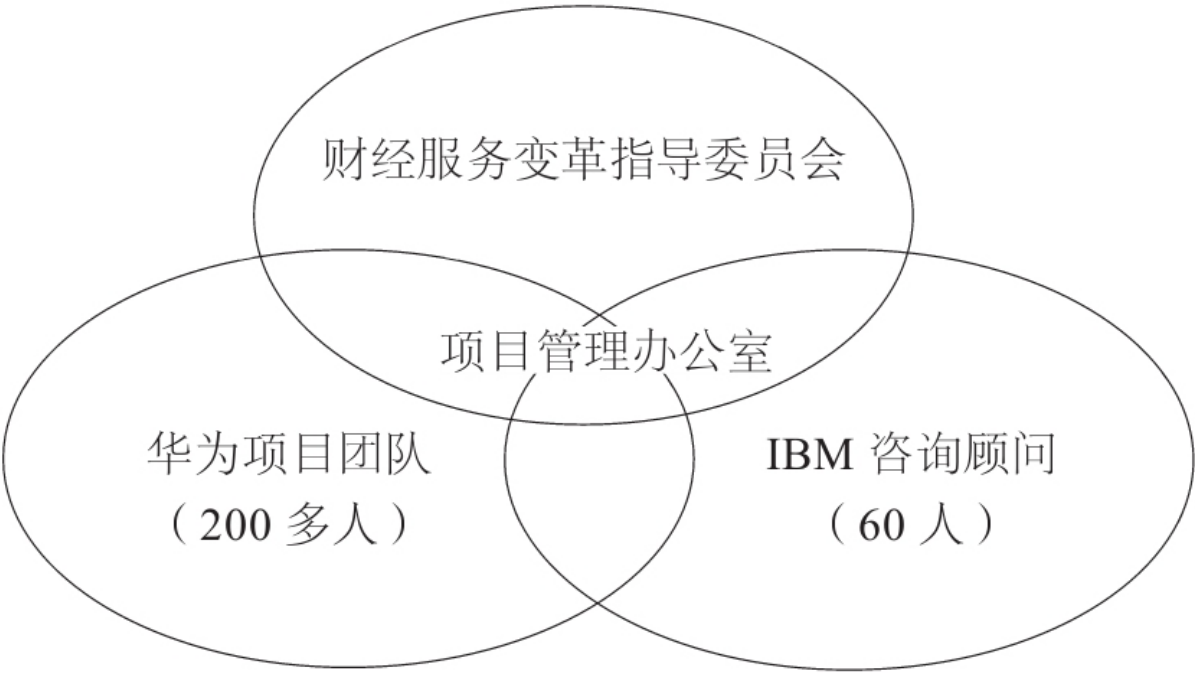 财经服务变革指导委员会
项目管理办公室
华为项目团队
（200 多人）
IBM 咨询顾问
（60 人）